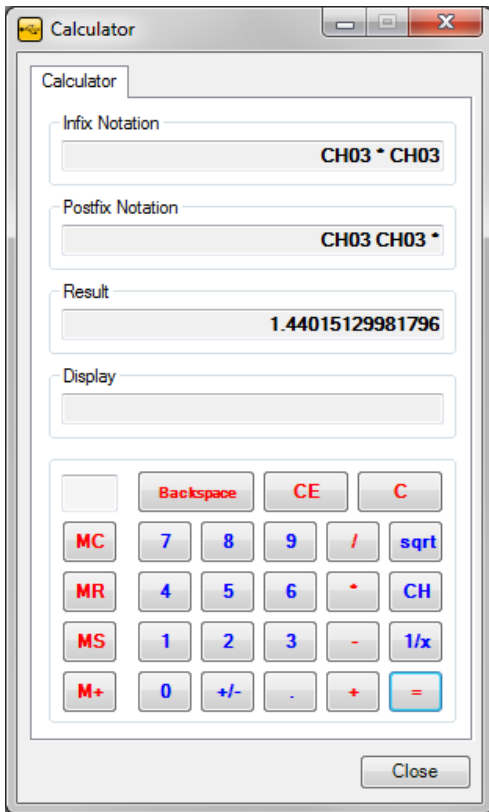 Calculator
Calculator
Infix Notation
CH03 * CH03
Postfix Notation
CH03 CH03 *
Result
1.44015129981796
Display
Backspace CE C
MC 7 8 9 / sqrt
MR 4 5 6 * CH
MS 1 2 3 - 1/x
M+ 0 +/- . + =
Close